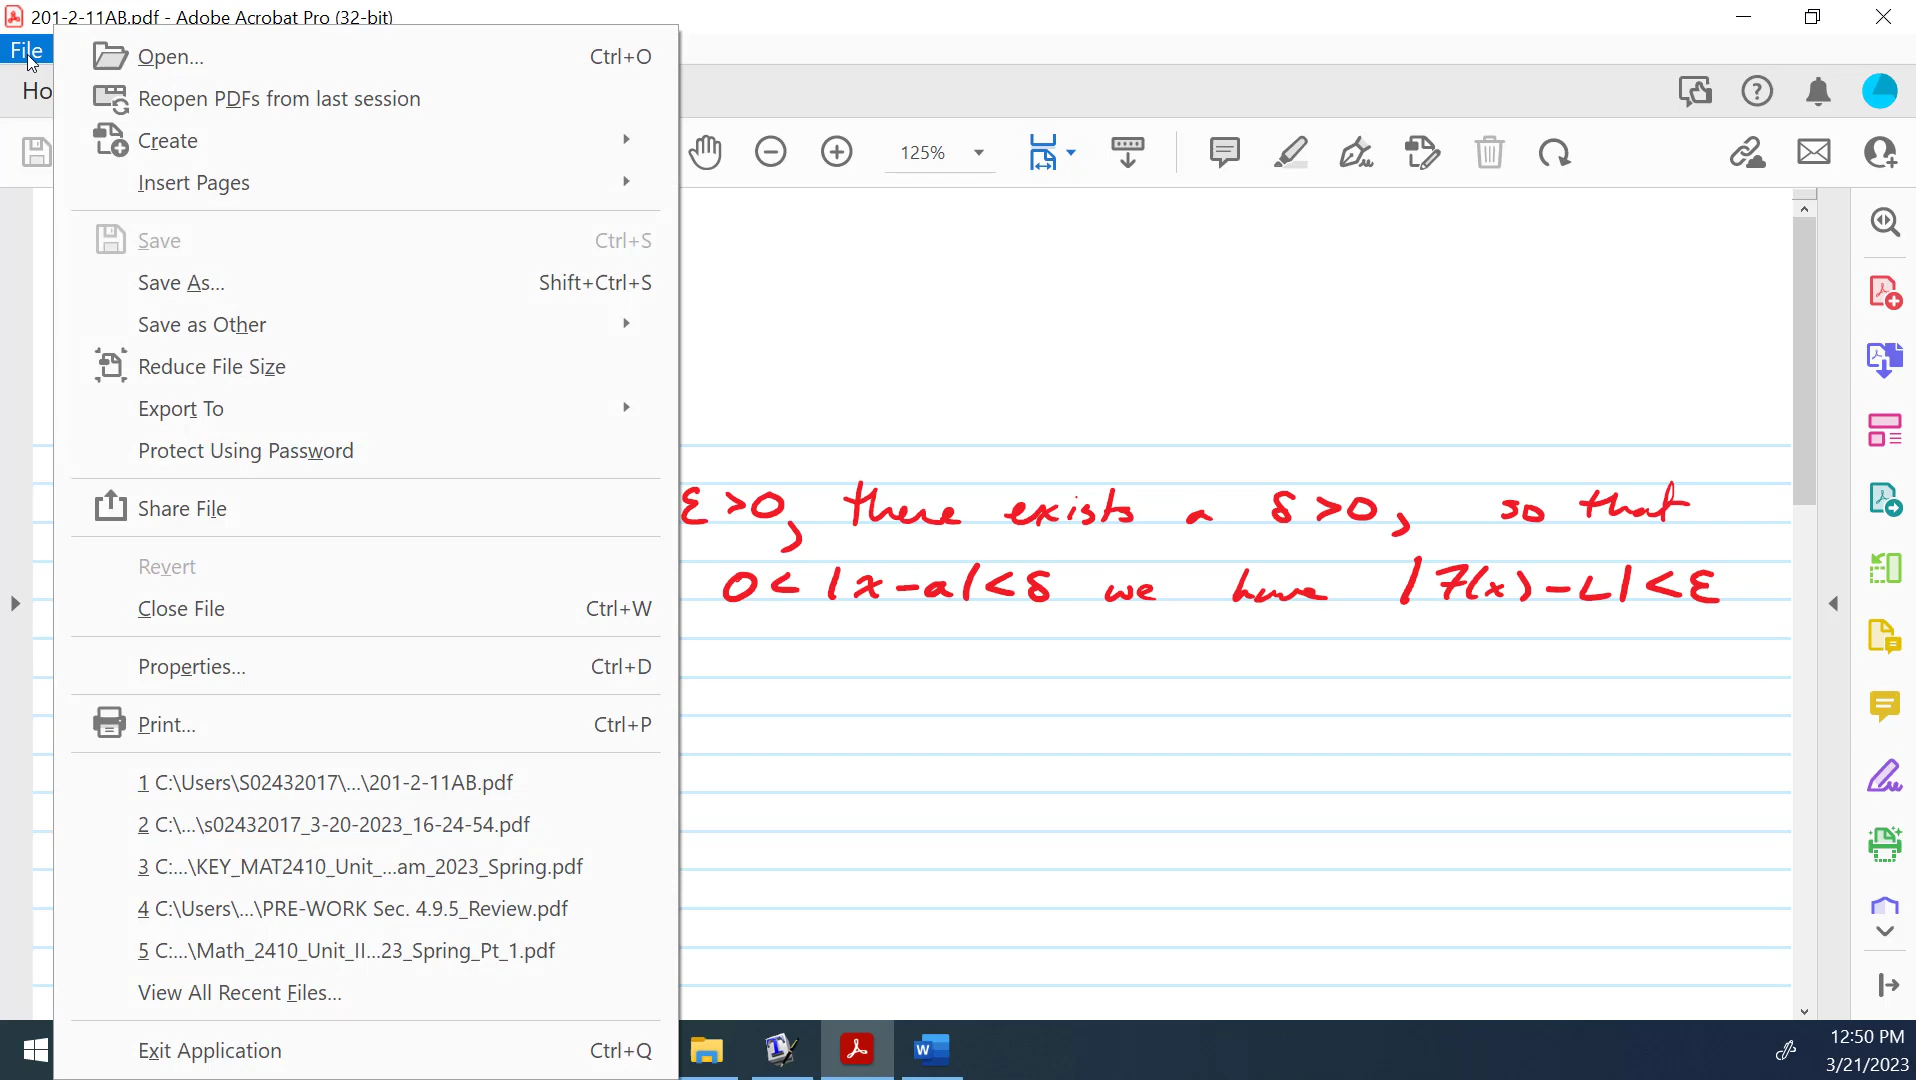 201-2-11AB.pdf - Adobe Acrobat Pro (32-bit)
File
Ho
Open... Ctrl+O
Reopen PDFs from last session
Create
Insert Pages
Save Ctrl+S
Save As... Shift+Ctrl+S
Save as Other
Reduce File Size
Export To
Protect Using Password
Share File
Revert
Close File Ctrl+W
Properties... Ctrl+D
Print... Ctrl+P
1 C:\Users\S02432017\...\201-2-11AB.pdf
2 C:\...\s02432017_3-20-2023_16-24-54.pdf
3 C:...\KEY_MAT2410_Unit_...am_2023_Spring.pdf
4 C:\Users\...\PRE-WORK Sec. 4.9.5_Review.pdf
5 C:...\Math_2410_Unit_II...23_Spring_Pt_1.pdf
View All Recent Files...
Exit Application Ctrl+Q
125%
ε>0, there exists a δ>0, so that
0<|x-a|<δ we have |f(x)-L|<ε
12:50 PM
3/21/2023